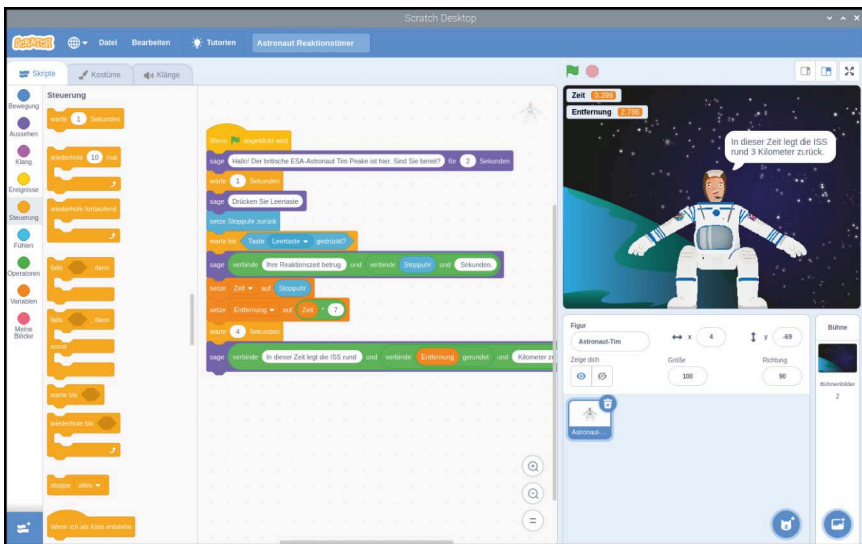 Scratch Desktop
SCRATCH Datei Bearbeiten Tutorien Astronaut Reaktionstimer
Skripte Kostüme Klänge
Bewegung
Aussehen
Klang
Ereignisse
Steuerung
Fühlen
Operatoren
Variablen
Meine
Blöcke
Steuerung
warte 1 Sekunden
wiederhole 10 mal
wiederhole fortlaufend
falls , dann
falls , dann
sonst
warte bis
wiederhole bis
stoppe alles
Wenn ich als Klon entstehe
Wenn angeklickt wird
sage Hallo! Der britische ESA-Astronaut Tim Peake ist hier. Sind Sie bereit? für 2 Sekunden
warte 1 Sekunden
sage Drücken Sie Leertaste
setze Stoppuhr zurück
warte bis Taste Leertaste gedrückt?
sage verbinde Ihre Reaktionszeit betrug und verbinde Stoppuhr und Sekunden.
setze Zeit auf Stoppuhr
setze Entfernung auf Zeit * 7
warte 4 Sekunden
sage verbinde In dieser Zeit legt die ISS rund und verbinde Entfernung gerundet und Kilometer
Zeit 0.398
Entfernung 2.786
In dieser Zeit legt die ISS
rund 3 Kilometer zurück.
Figur
Astronaut-Tim x 4 y -69
Zeige dich Größe Richtung
100 90
Astronaut-...
Bühne
Bühnenbilder
2